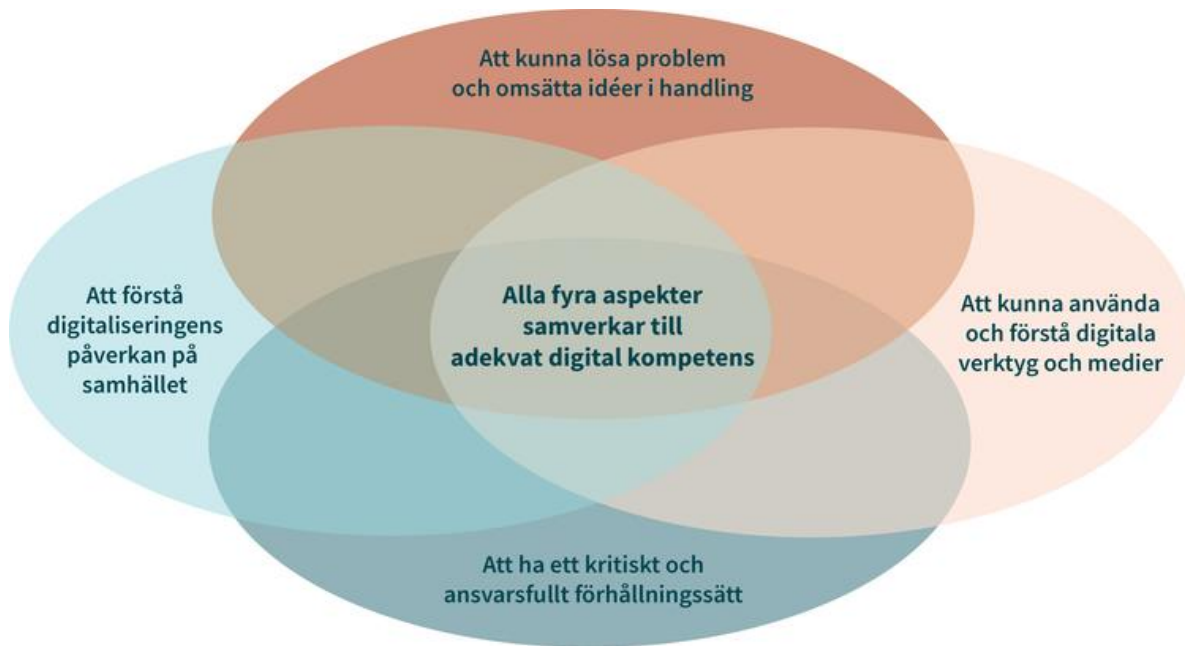 Att kunna lösa problem
och omsätta idéer i handling
Att förstå
digitaliseringens
påverkan på
samhället
Alla fyra aspekter
samverkar till
adekvat digital kompetens
Att kunna använda
och förstå digitala
verktyg och medier
Att ha ett kritiskt och
ansvarsfullt förhållningssätt